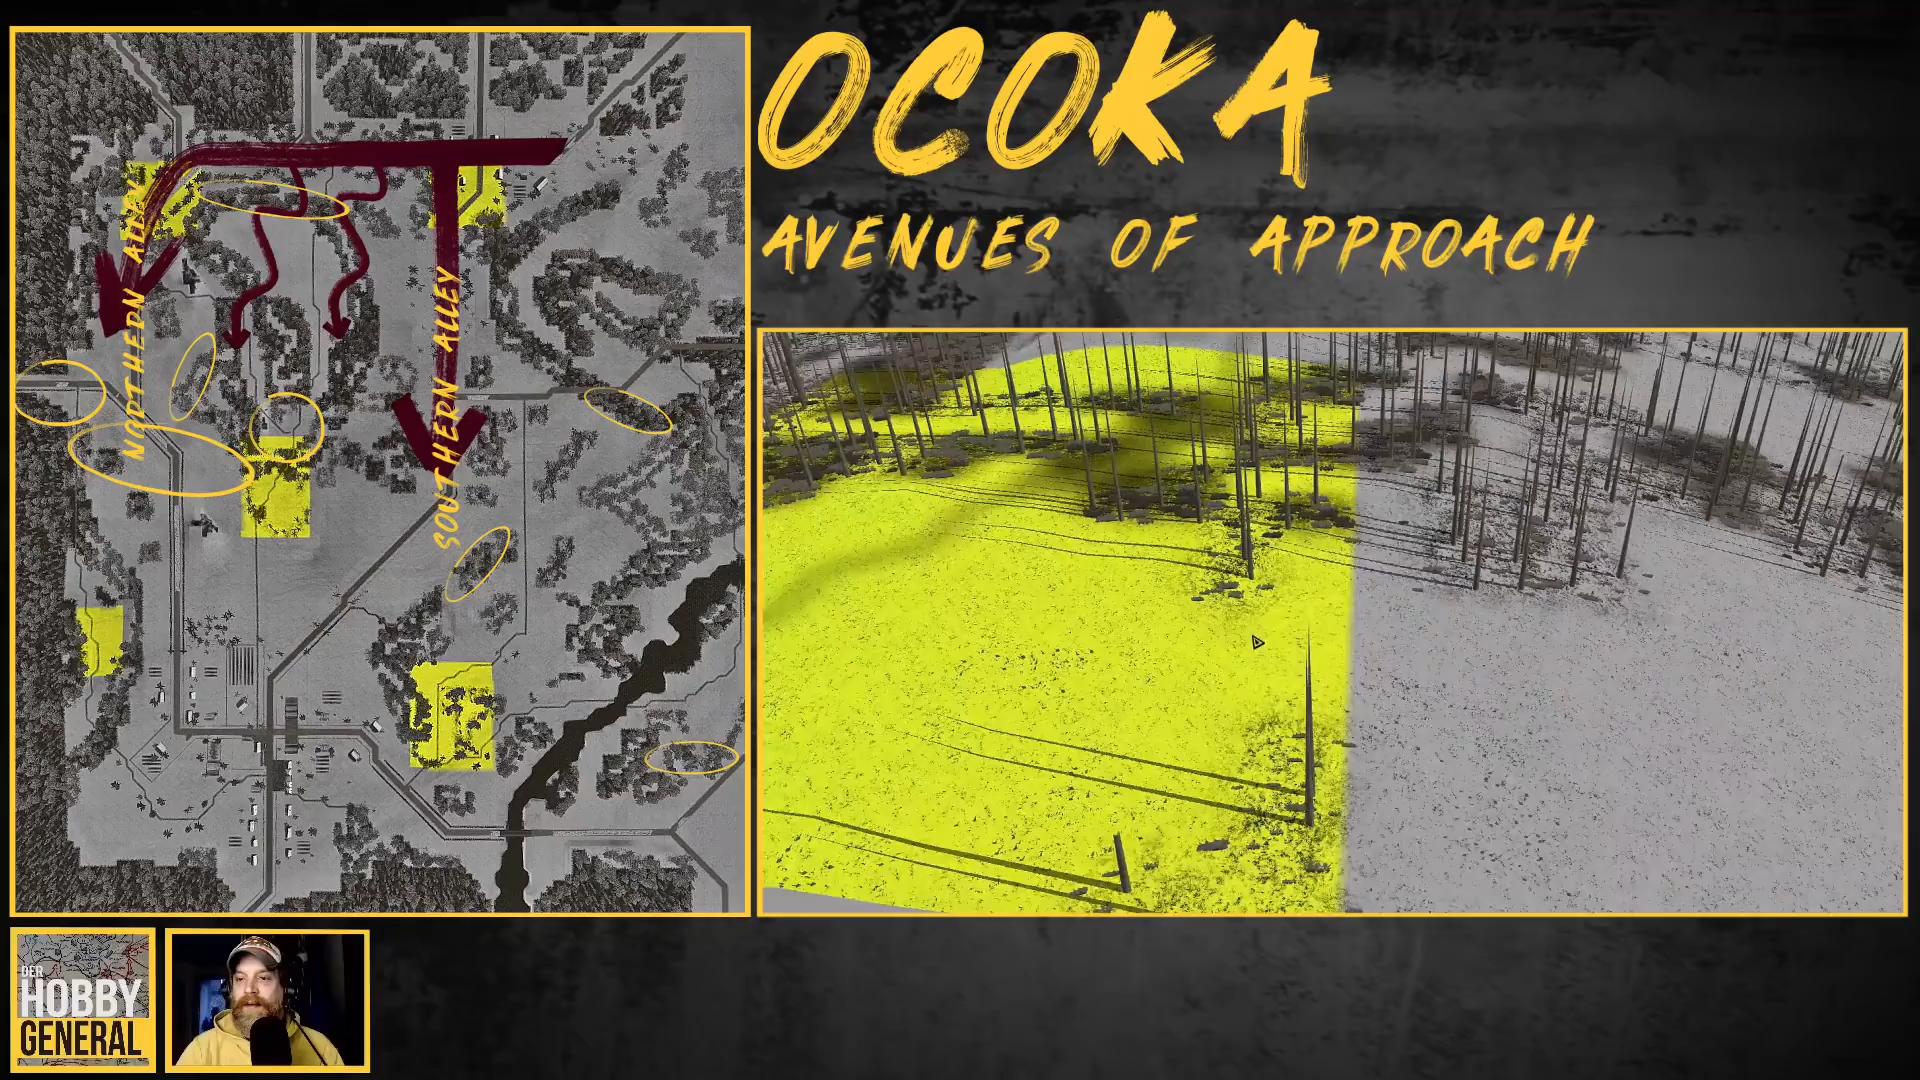 OCOKA
AVENUES OF APPROACH
NORTHERN ALLEY
SOUTHERN ALLEY
DER
HOBBY
GENERAL